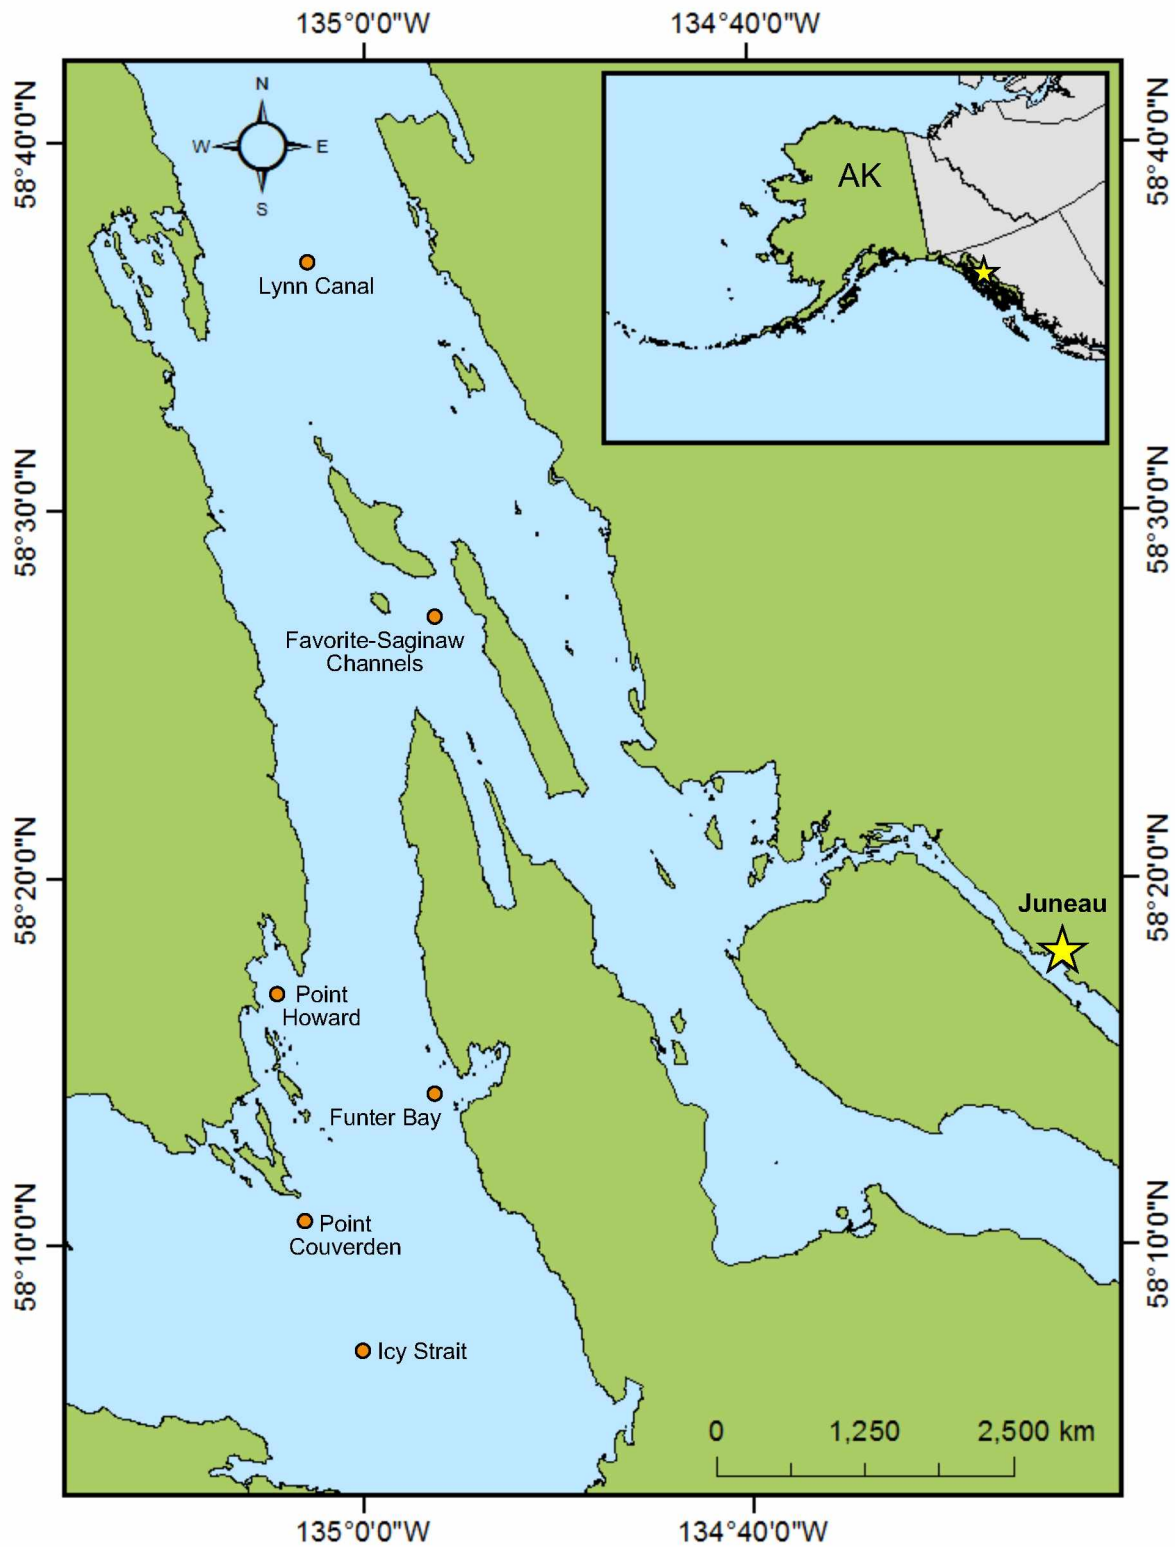 135°0'0"W 134°40'0"W
58°40'0"N 58°40'0"N
N
W E
S
AK
Lynn Canal
58°30'0"N 58°30'0"N
Favorite-Saginaw
Channels
58°20'0"N 58°20'0"N
Juneau
Point
Howard
Funter Bay
58°10'0"N 58°10'0"N
Point
Couverden
Icy Strait
0 1,250 2,500 km
135°0'0"W 134°40'0"W